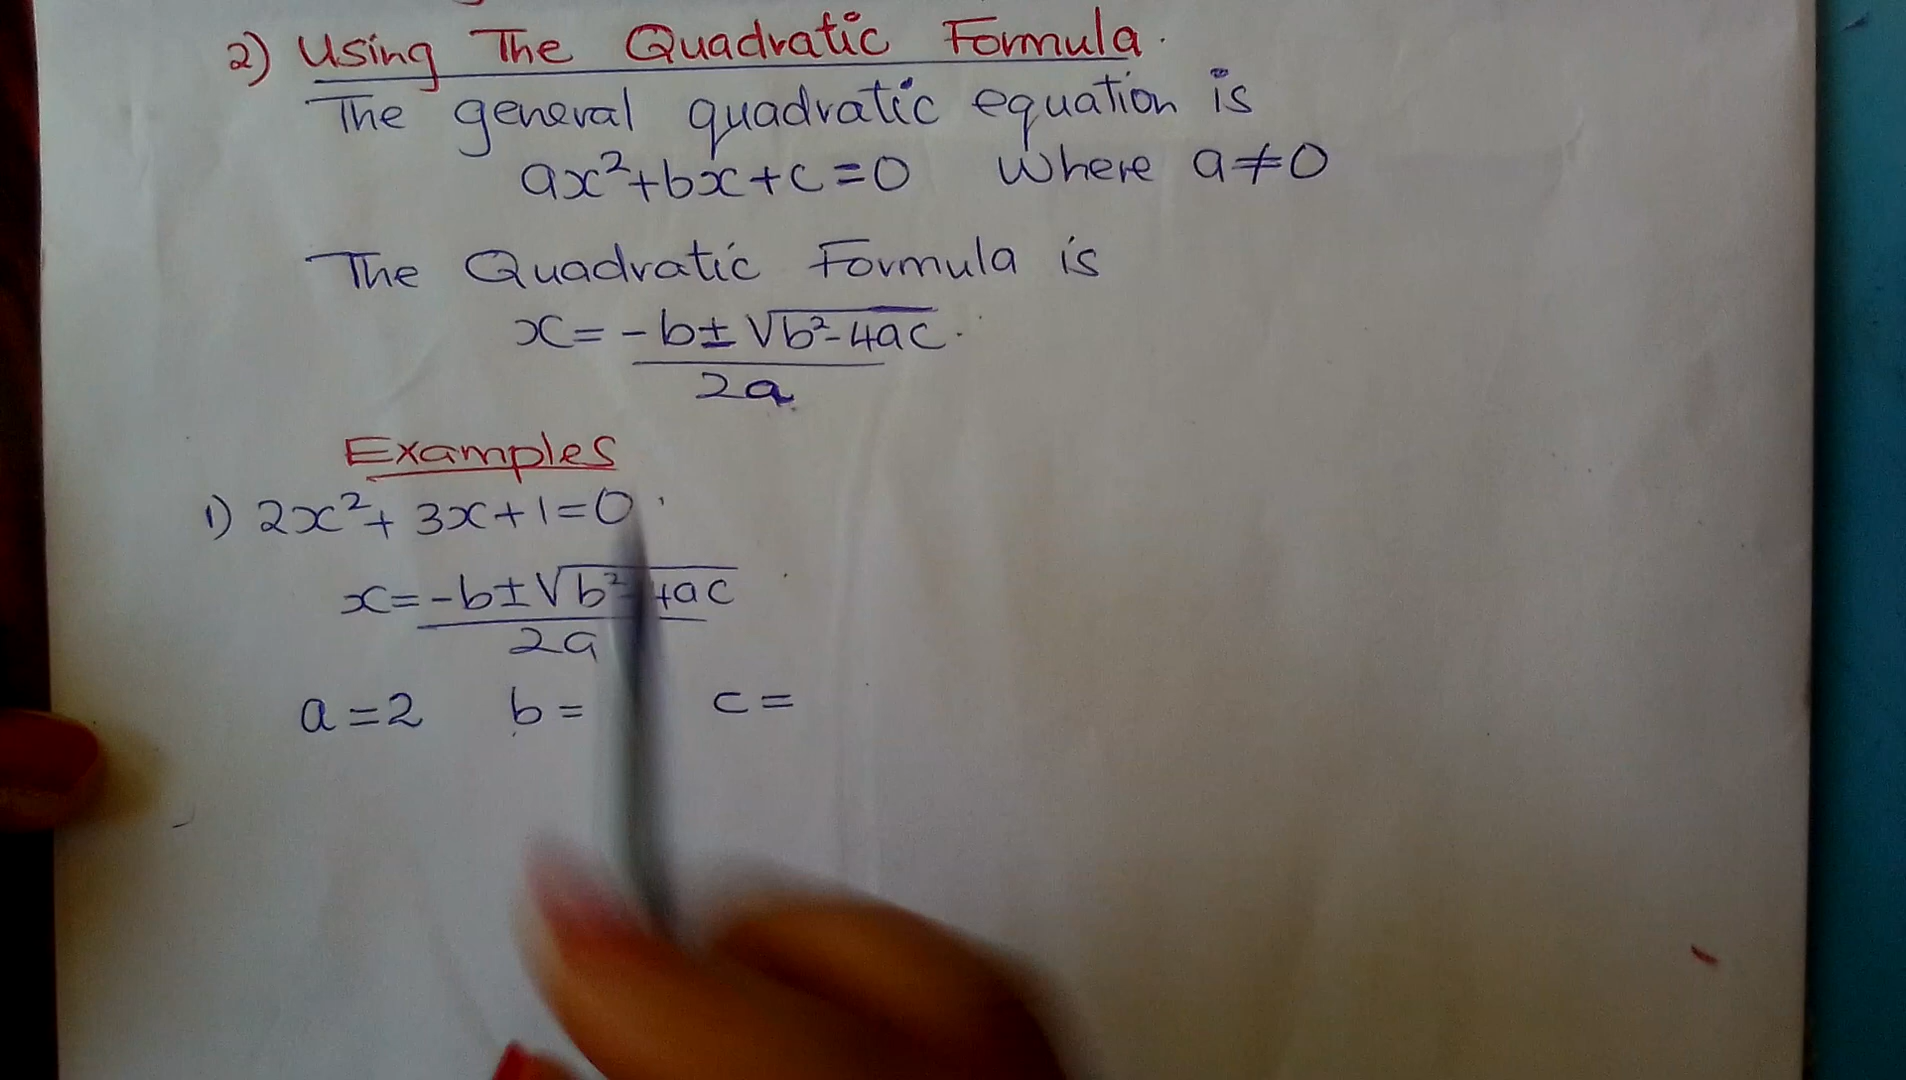 2) Using The Quadratic Formula.
The general quadratic equation is
ax²+bx+c=0 where a≠0
The Quadratic Formula is
x=-b±√b²-4ac
2a
Examples
1) 2x²+3x+1=0
x=-b±√b²-4ac
2a
a=2 b= c=